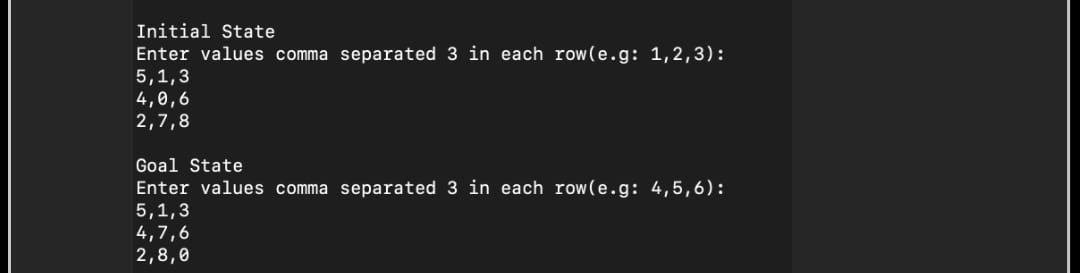 Initial State
Enter values comma separated 3 in each row(e.g: 1,2,3):
5,1,3
4,0,6
2,7,8
Goal State
Enter values comma separated 3 in each row(e.g: 4,5,6):
5,1,3
4,7,6
2,8,0